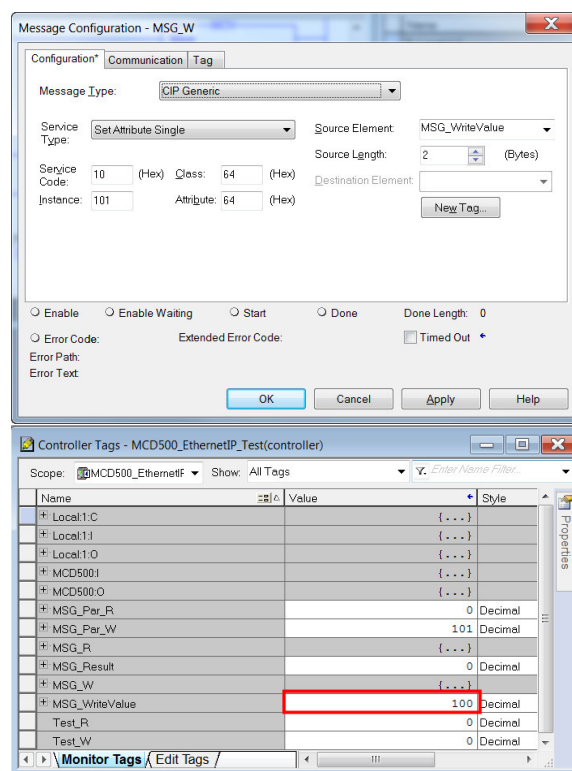 Message Configuration - MSG_W
Configuration* Communication Tag
Message Type: CIP Generic
Service Type: Set Attribute Single Source Element: MSG_WriteValue
Source Length: 2 (Bytes)
Service Code: 10 (Hex) Class: 64 (Hex) Destination Element:
Instance: 101 Attribute: 64 (Hex) New Tag...
Enable Enable Waiting Start Done Done Length: 0
Error Code: Extended Error Code: Timed Out
Error Path:
Error Text:
OK Cancel Apply Help
Controller Tags - MCD500_EthernetIP_Test(controller)
Scope: MCD500_EthernetIF Show: All Tags Enter Name Filter...
Name Value Style
Local:1:C {...}
Local:1:I {...}
Local:1:O {...}
MCD500:I {...}
MCD500:O {...}
MSG_Par_R 0 Decimal
MSG_Par_W 101 Decimal
MSG_R {...}
MSG_Result 0 Decimal
MSG_W {...}
MSG_WriteValue 100 Decimal
Test_R 0 Decimal
Test_W 0 Decimal
Monitor Tags Edit Tags
Properties